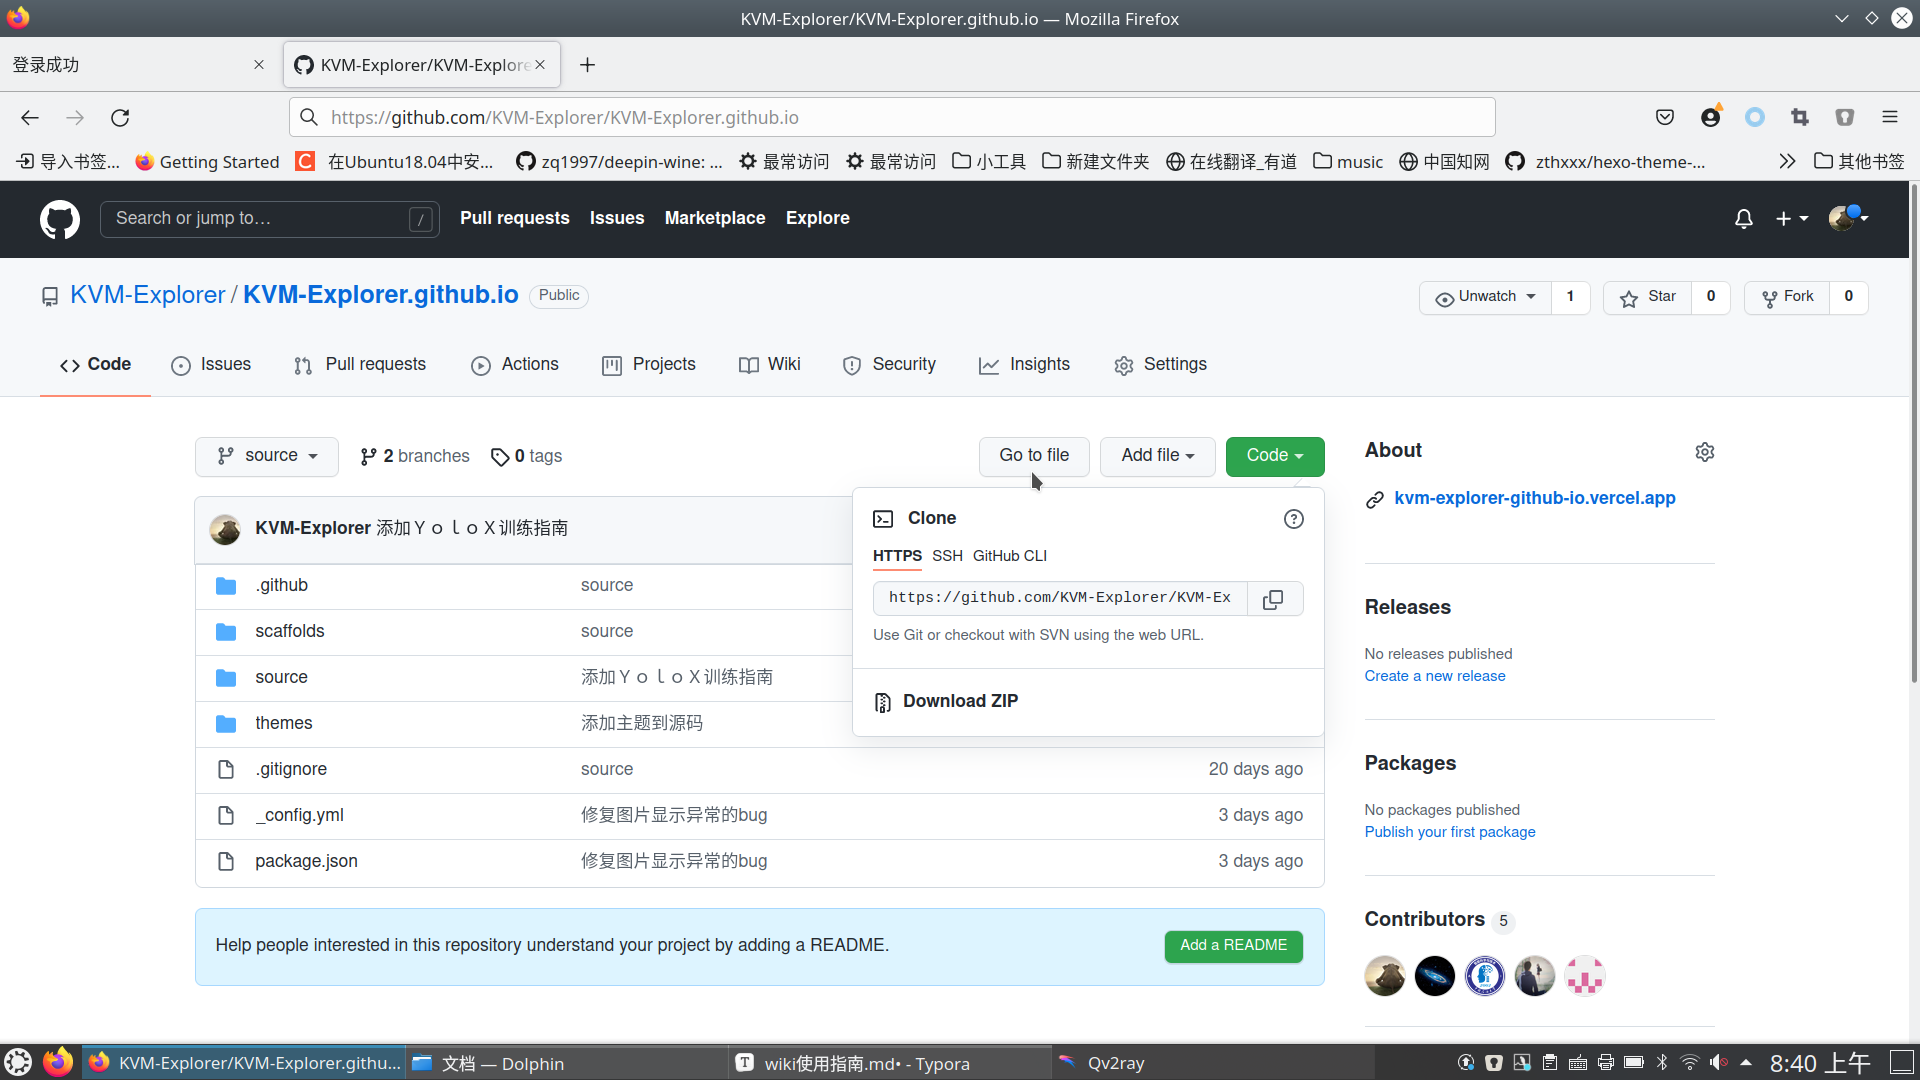 KVM-Explorer/KVM-Explorer.github.io — Mozilla Firefox
登录成功
KVM-Explorer/KVM-Explore
https://github.com/KVM-Explorer/KVM-Explorer.github.io
导入书签...
Getting Started
在Ubuntu18.04中安...
zq1997/deepin-wine: ...
最常访问
最常访问
小工具
新建文件夹
在线翻译_有道
music
中国知网
zthxxx/hexo-theme-...
其他书签
Search or jump to…
/
Pull requests
Issues
Marketplace
Explore
KVM-Explorer / KVM-Explorer.github.io
Public
Unwatch
1
Star
0
Fork
0
Code
Issues
Pull requests
Actions
Projects
Wiki
Security
Insights
Settings
source
2 branches
0 tags
Go to file
Add file
Code
KVM-Explorer 添加ＹｏｌｏＸ训练指南
.github
source
scaffolds
source
source
添加ＹｏｌｏＸ训练指南
themes
添加主题到源码
.gitignore
source
20 days ago
_config.yml
修复图片显示异常的bug
3 days ago
package.json
修复图片显示异常的bug
3 days ago
Clone
HTTPS
SSH
GitHub CLI
https://github.com/KVM-Explorer/KVM-Ex
Use Git or checkout with SVN using the web URL.
Download ZIP
Help people interested in this repository understand your project by adding a README.
Add a README
About
kvm-explorer-github-io.vercel.app
Releases
No releases published
Create a new release
Packages
No packages published
Publish your first package
Contributors 5
KVM-Explorer/KVM-Explorer.githu...
文档 — Dolphin
wiki使用指南.md• - Typora
Qv2ray
8:40 上午